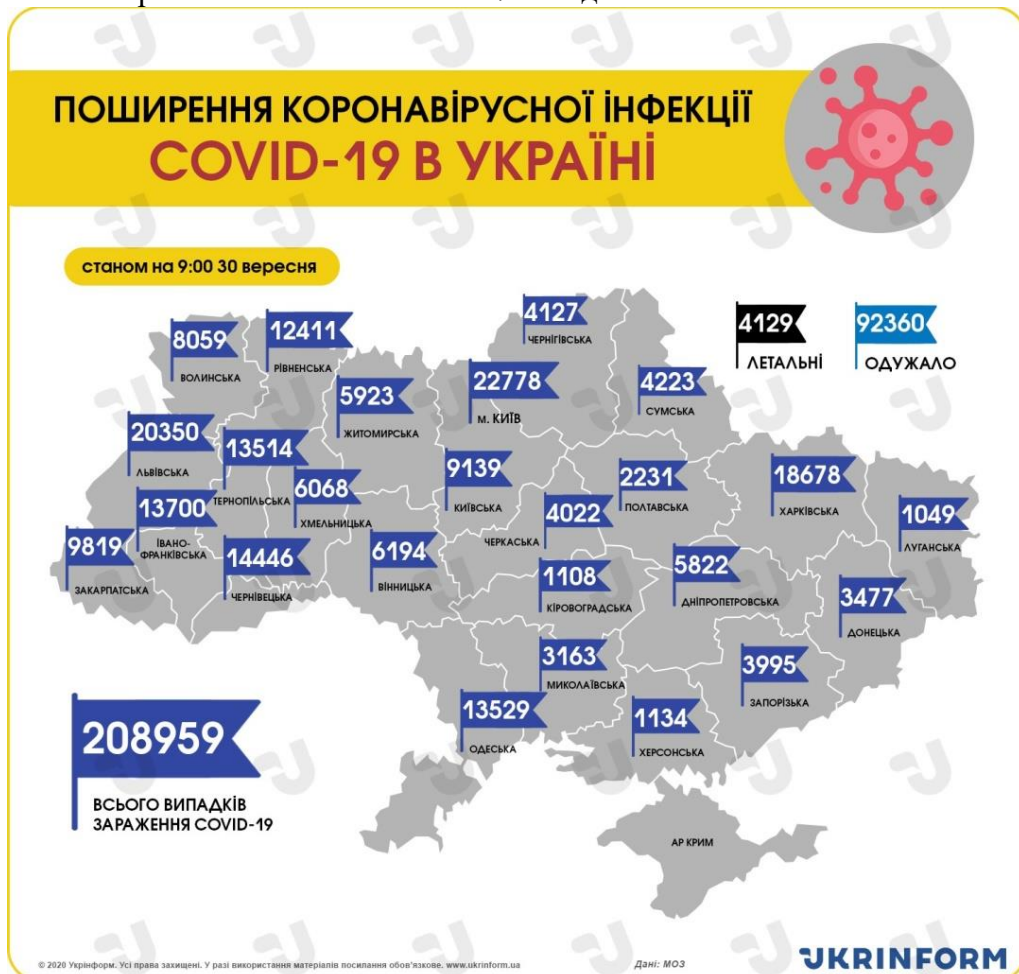 ПОШИРЕННЯ КОРОНАВІРУСНОЇ ІНФЕКЦІЇ
COVID-19 В УКРАЇНІ
станом на 9:00 30 вересня
4129
ЛЕТАЛЬНІ
92360
ОДУЖАЛО
8059
ВОЛИНСЬКА
12411
РІВНЕНСЬКА
5923
ЖИТОМИРСЬКА
4127
ЧЕРНІГІВСЬКА
22778
м. КИЇВ
4223
СУМСЬКА
20350
ЛЬВІВСЬКА
13514
ТЕРНОПІЛЬСЬКА
6068
ХМЕЛЬНИЦЬКА
9139
КИЇВСЬКА
4022
ЧЕРКАСЬКА
2231
ПОЛТАВСЬКА
18678
ХАРКІВСЬКА
1049
ЛУГАНСЬКА
13700
ІВАНО-
ФРАНКІВСЬКА
9819
ЗАКАРПАТСЬКА
14446
ЧЕРНІВЕЦЬКА
6194
ВІННИЦЬКА
1108
КІРОВОГРАДСЬКА
5822
ДНІПРОПЕТРОВСЬКА
3477
ДОНЕЦЬКА
3163
МИКОЛАЇВСЬКА
3995
ЗАПОРІЗЬКА
13529
ОДЕСЬКА
1134
ХЕРСОНСЬКА
208959
ВСЬОГО ВИПАДКІВ
ЗАРАЖЕННЯ COVID-19
АР КРИМ
© 2020 Укрінформ. Усі права захищені. У разі використання матеріалів посилання обов'язкове. www.ukrinform.ua
Дані: МОЗ
UKRINFORM